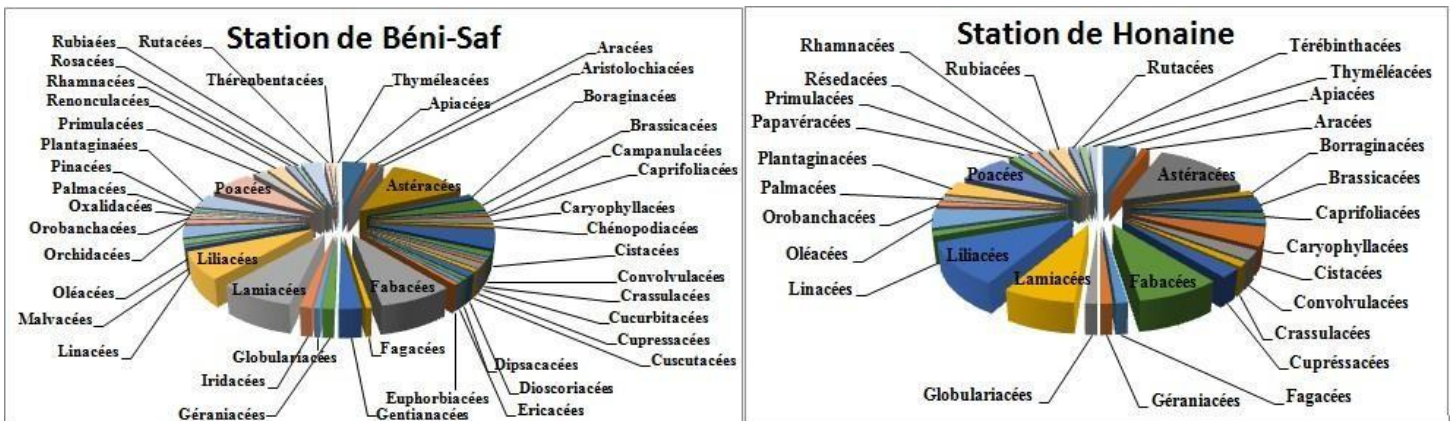 Station de Béni-Saf
Rubiaées
Rutacées
Rosacées
Thérenbentacées
Thyméleacées
Aracées
Aristolochiacées
Rhamnacées
Renonculacées
Apiacées
Boraginacées
Primulacées
Brassicacées
Plantaginaées
Campanulacées
Pinacées
Caprifoliacées
Poacées
Astéracées
Palmacées
Oxalidacées
Caryophyllacées
Orobanchacées
Chénopodiacées
Orchidacées
Cistacées
Liliacées
Convolvulacées
Oléacées
Lamiacées
Fabacées
Crassulacées
Malvacées
Cucurbitacées
Linacées
Cupressacées
Globulariacées
Fagacées
Cuscutacées
Iridacées
Dipsacacées
Dioscoriacées
Euphorbiacées
Géraniacées
Gentianacées
Ericacées
Station de Honaine
Rhamnacées
Rubiacées
Rutacées
Térébinthacées
Résedacées
Thyméléacées
Primulacées
Apiacées
Papavéracées
Aracées
Plantaginacées
Borraginacées
Poacées
Astéracées
Palmacées
Brassicacées
Orobanchacées
Caprifoliacées
Oléacées
Caryophyllacées
Liliacées
Cistacées
Linacées
Lamiacées
Fabacées
Convolvulacées
Crassulacées
Cupréssacées
Globulariacées
Géraniacées
Fagacées